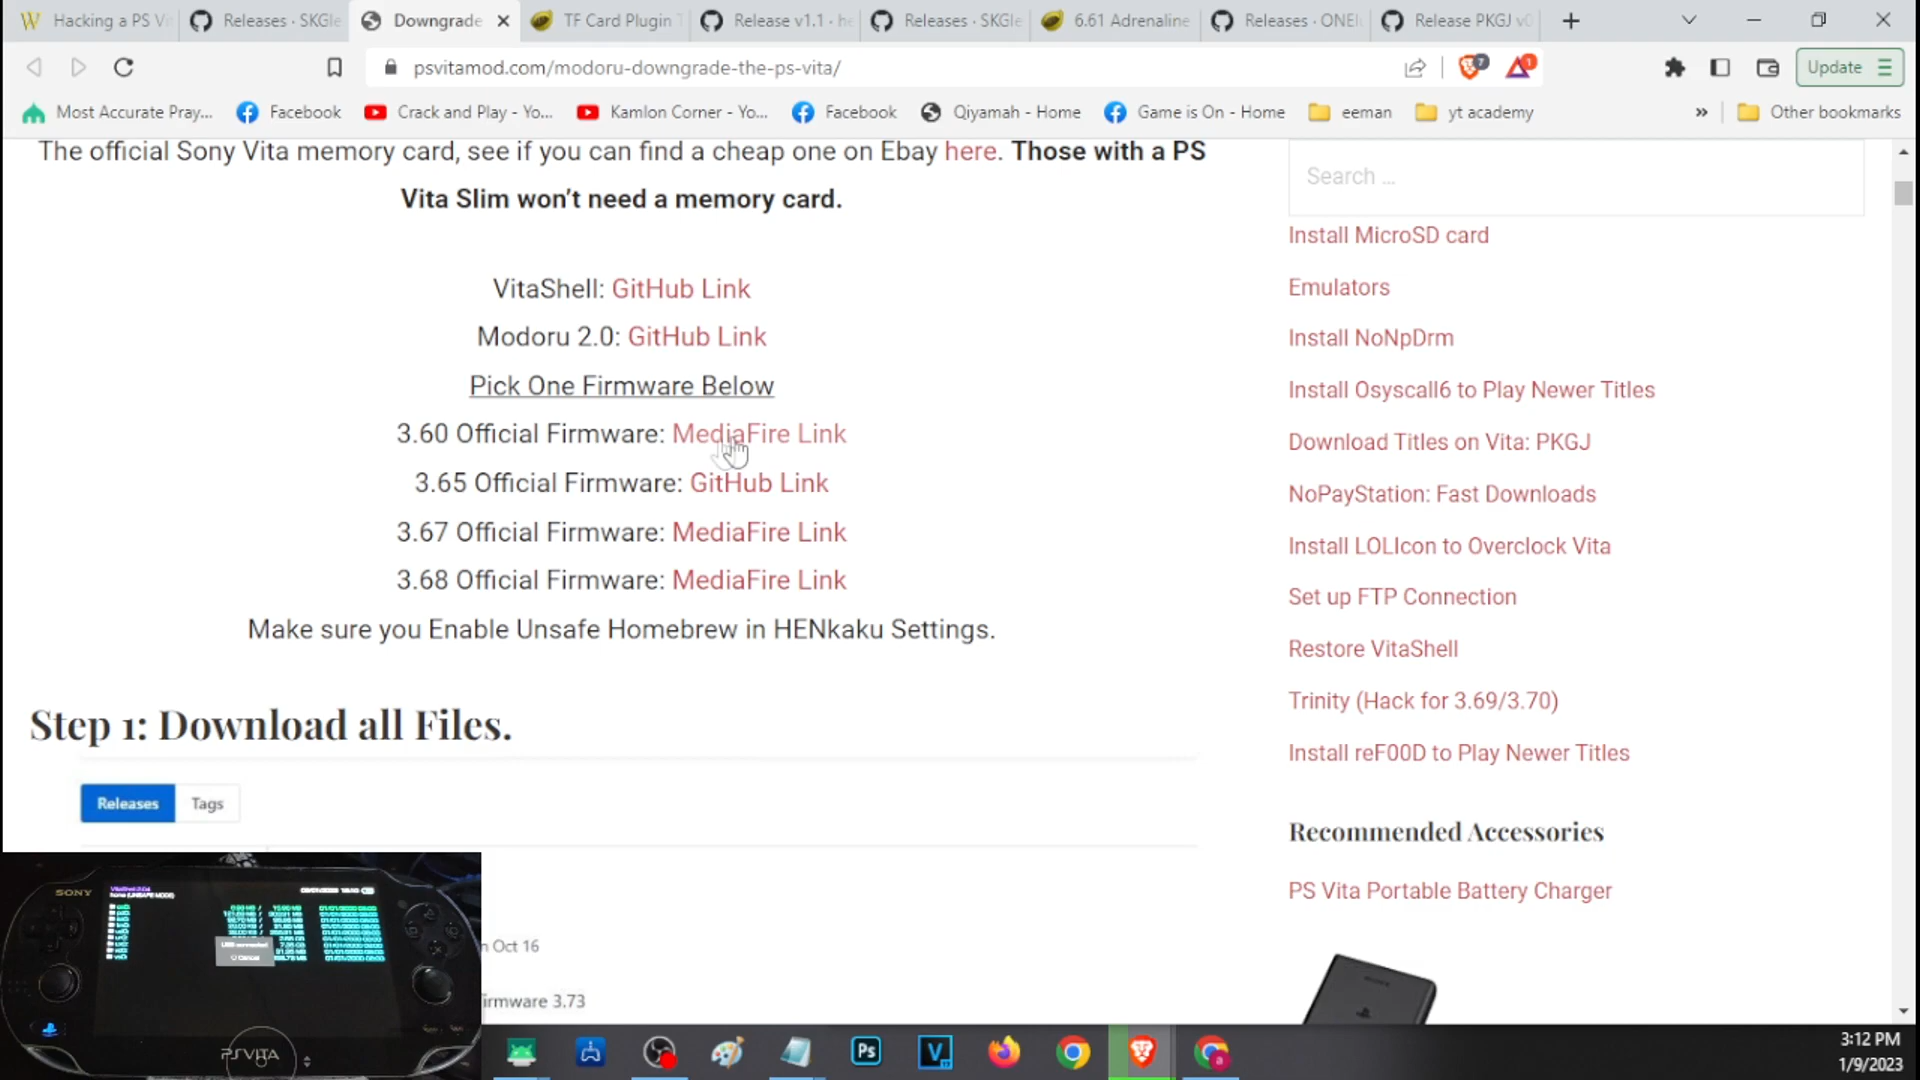 Hacking a PS Vi
Releases · SKGle
Downgrade
TF Card Plugin T
Release v1.1 · he
Releases · SKGle
6.61 Adrenaline
Releases · ONElu
Release PKGJ v0
psvitamod.com/modoru-downgrade-the-ps-vita/
7
1
Update
Most Accurate Pray...
Facebook
Crack and Play - Yo...
Kamlon Corner - Yo...
Facebook
Qiyamah - Home
Game is On - Home
eeman
yt academy
»
Other bookmarks
The official Sony Vita memory card, see if you can find a cheap one on Ebay here. Those with a PS
Vita Slim won't need a memory card.
VitaShell: GitHub Link
Modoru 2.0: GitHub Link
Pick One Firmware Below
3.60 Official Firmware: MediaFire Link
3.65 Official Firmware: GitHub Link
3.67 Official Firmware: MediaFire Link
3.68 Official Firmware: MediaFire Link
Make sure you Enable Unsafe Homebrew in HENkaku Settings.
Step 1: Download all Files.
Releases
Tags
n Oct 16
irmware 3.73
Search …
Install MicroSD card
Emulators
Install NoNpDrm
Install Osyscall6 to Play Newer Titles
Download Titles on Vita: PKGJ
NoPayStation: Fast Downloads
Install LOLIcon to Overclock Vita
Set up FTP Connection
Restore VitaShell
Trinity (Hack for 3.69/3.70)
Install reF00D to Play Newer Titles
Recommended Accessories
PS Vita Portable Battery Charger
SONY
USB connected
Cancel
PSVITA
Ps
V
3:12 PM
1/9/2023